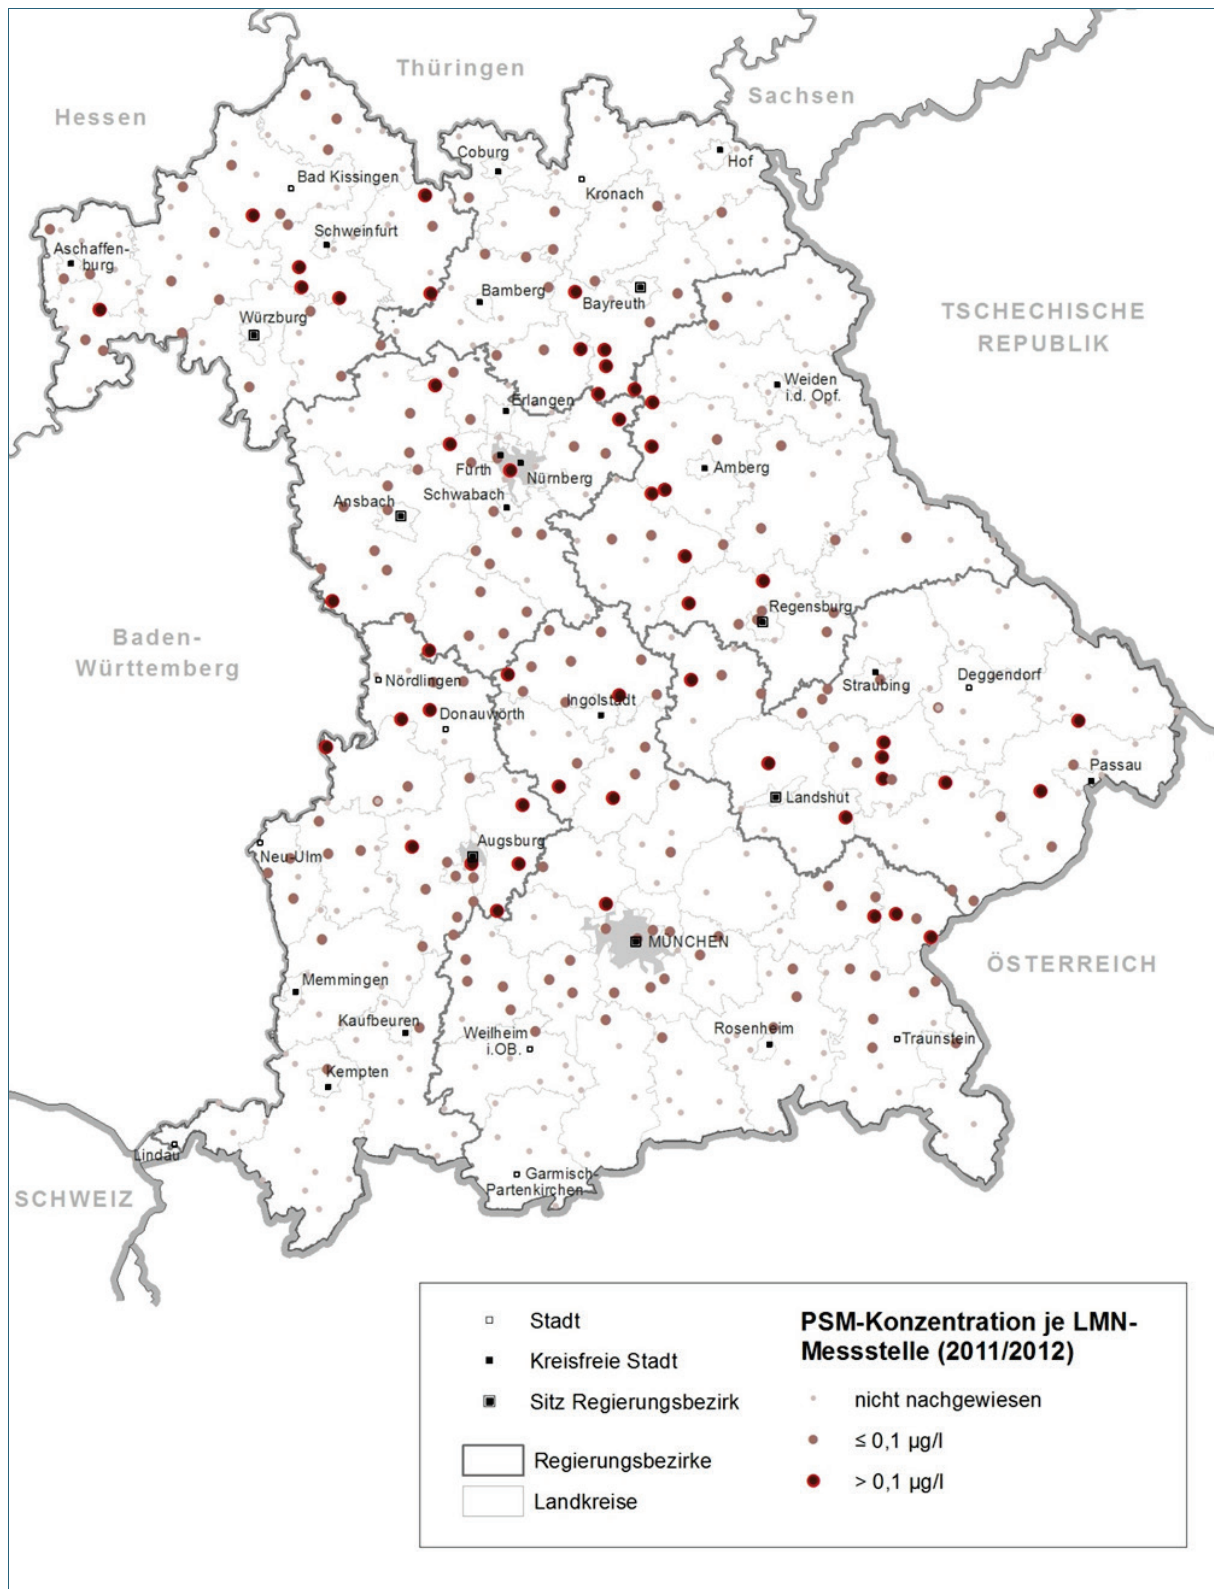 Thüringen
Sachsen
Hessen
Coburg
Hof
Bad Kissingen
Kronach
Schweinfurt
Aschaffen-
burg
Bamberg
Bayreuth
Würzburg
TSCHECHISCHE
REPUBLIK
Weiden
i.d. Opf.
Erlangen
Fürth
Nürnberg
Amberg
Schwabach
Ansbach
Regensburg
Baden-
Württemberg
Nördlingen
Straubing
Deggendorf
Ingolstadt
Donauwörth
Passau
Landshut
Augsburg
Neu-Ulm
MÜNCHEN
ÖSTERREICH
Memmingen
Kaufbeuren
Weilheim
i.OB.
Rosenheim
Traunstein
Kempten
Lindau
Garmisch-
Partenkirchen
SCHWEIZ
Stadt
Kreisfreie Stadt
Sitz Regierungsbezirk
Regierungsbezirke
Landkreise
PSM-Konzentration je LMN-
Messstelle (2011/2012)
nicht nachgewiesen
≤ 0,1 µg/l
> 0,1 µg/l